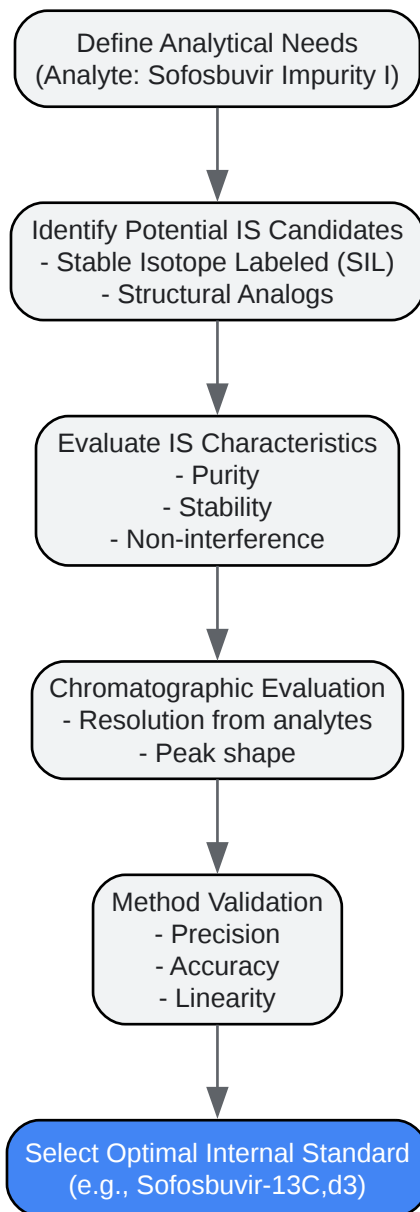 Define Analytical Needs
(Analyte: Sofosbuvir Impurity I)
Identify Potential IS Candidates
- Stable Isotope Labeled (SIL)
- Structural Analogs
Evaluate IS Characteristics
- Purity
- Stability
- Non-interference
Chromatographic Evaluation
- Resolution from analytes
- Peak shape
Method Validation
- Precision
- Accuracy
- Linearity
Select Optimal Internal Standard
(e.g., Sofosbuvir-13C,d3)